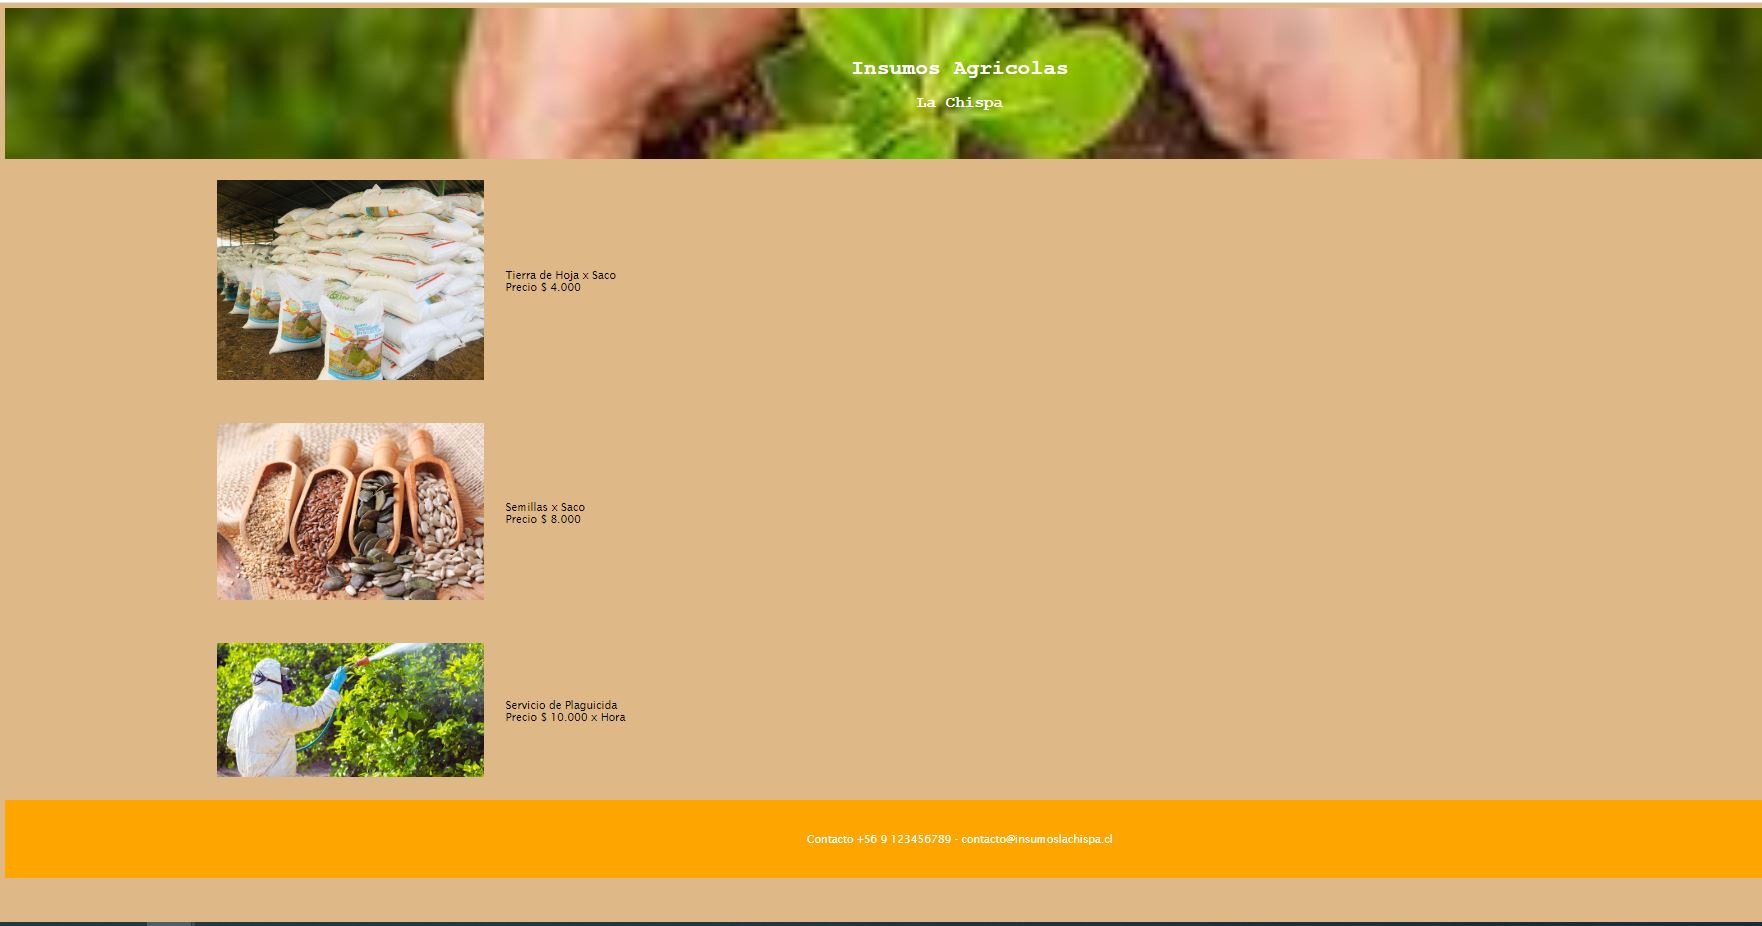 Insumos Agricolas
La Chispa
Tierra de Hoja x Saco
Precio $ 4.000
Semillas x Saco
Precio $ 8.000
Servicio de Plaguicida
Precio $ 10.000 x Hora
Contacto +56 9 123456789 - contacto@insumoslachispa.cl